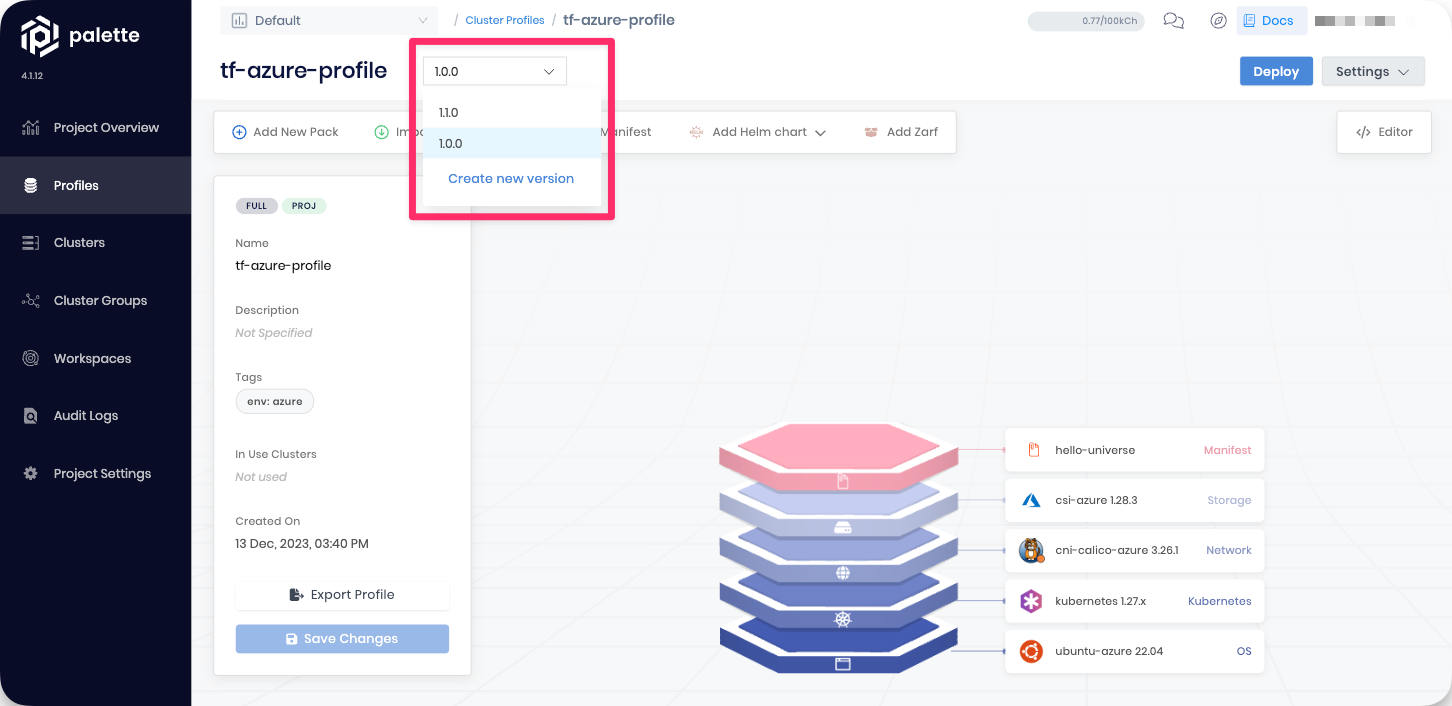 palette
4.1.12
Project Overview
Profiles
Clusters
Cluster Groups
Workspaces
Audit Logs
Project Settings
Default
/ Cluster Profiles / tf-azure-profile
0.77/100kCh
Docs
tf-azure-profile
1.0.0
Deploy
Settings
1.1.0
1.0.0
Create new version
Add New Pack
Manifest
Add Helm chart
Add Zarf
Editor
FULL
PROJ
Name
tf-azure-profile
Description
Not Specified
Tags
env: azure
In Use Clusters
Not used
Created On
13 Dec, 2023, 03:40 PM
Export Profile
Save Changes
hello-universe Manifest
csi-azure 1.28.3 Storage
cni-calico-azure 3.26.1 Network
kubernetes 1.27.x Kubernetes
ubuntu-azure 22.04 OS